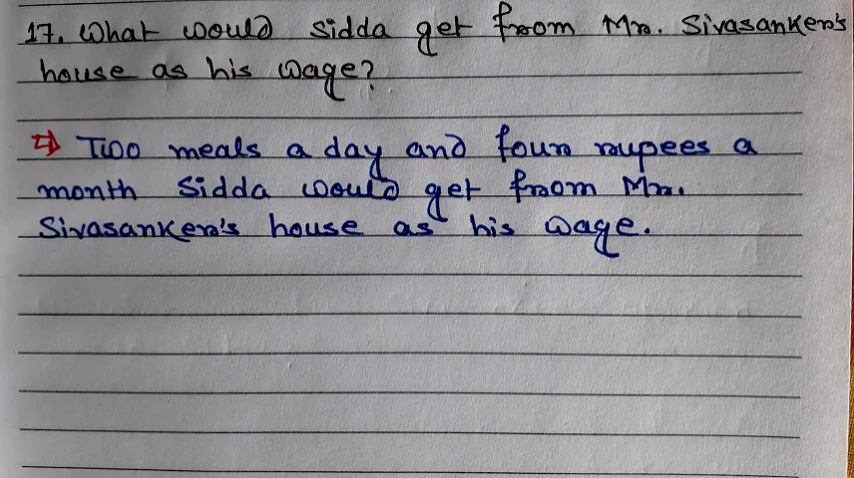 17. What would Sidda get from Mr. Sivasanker's
house as his wage?
⇒ Two meals a day and four rupees a
month Sidda would get from Mr.
Sivasanker's house as his wage.